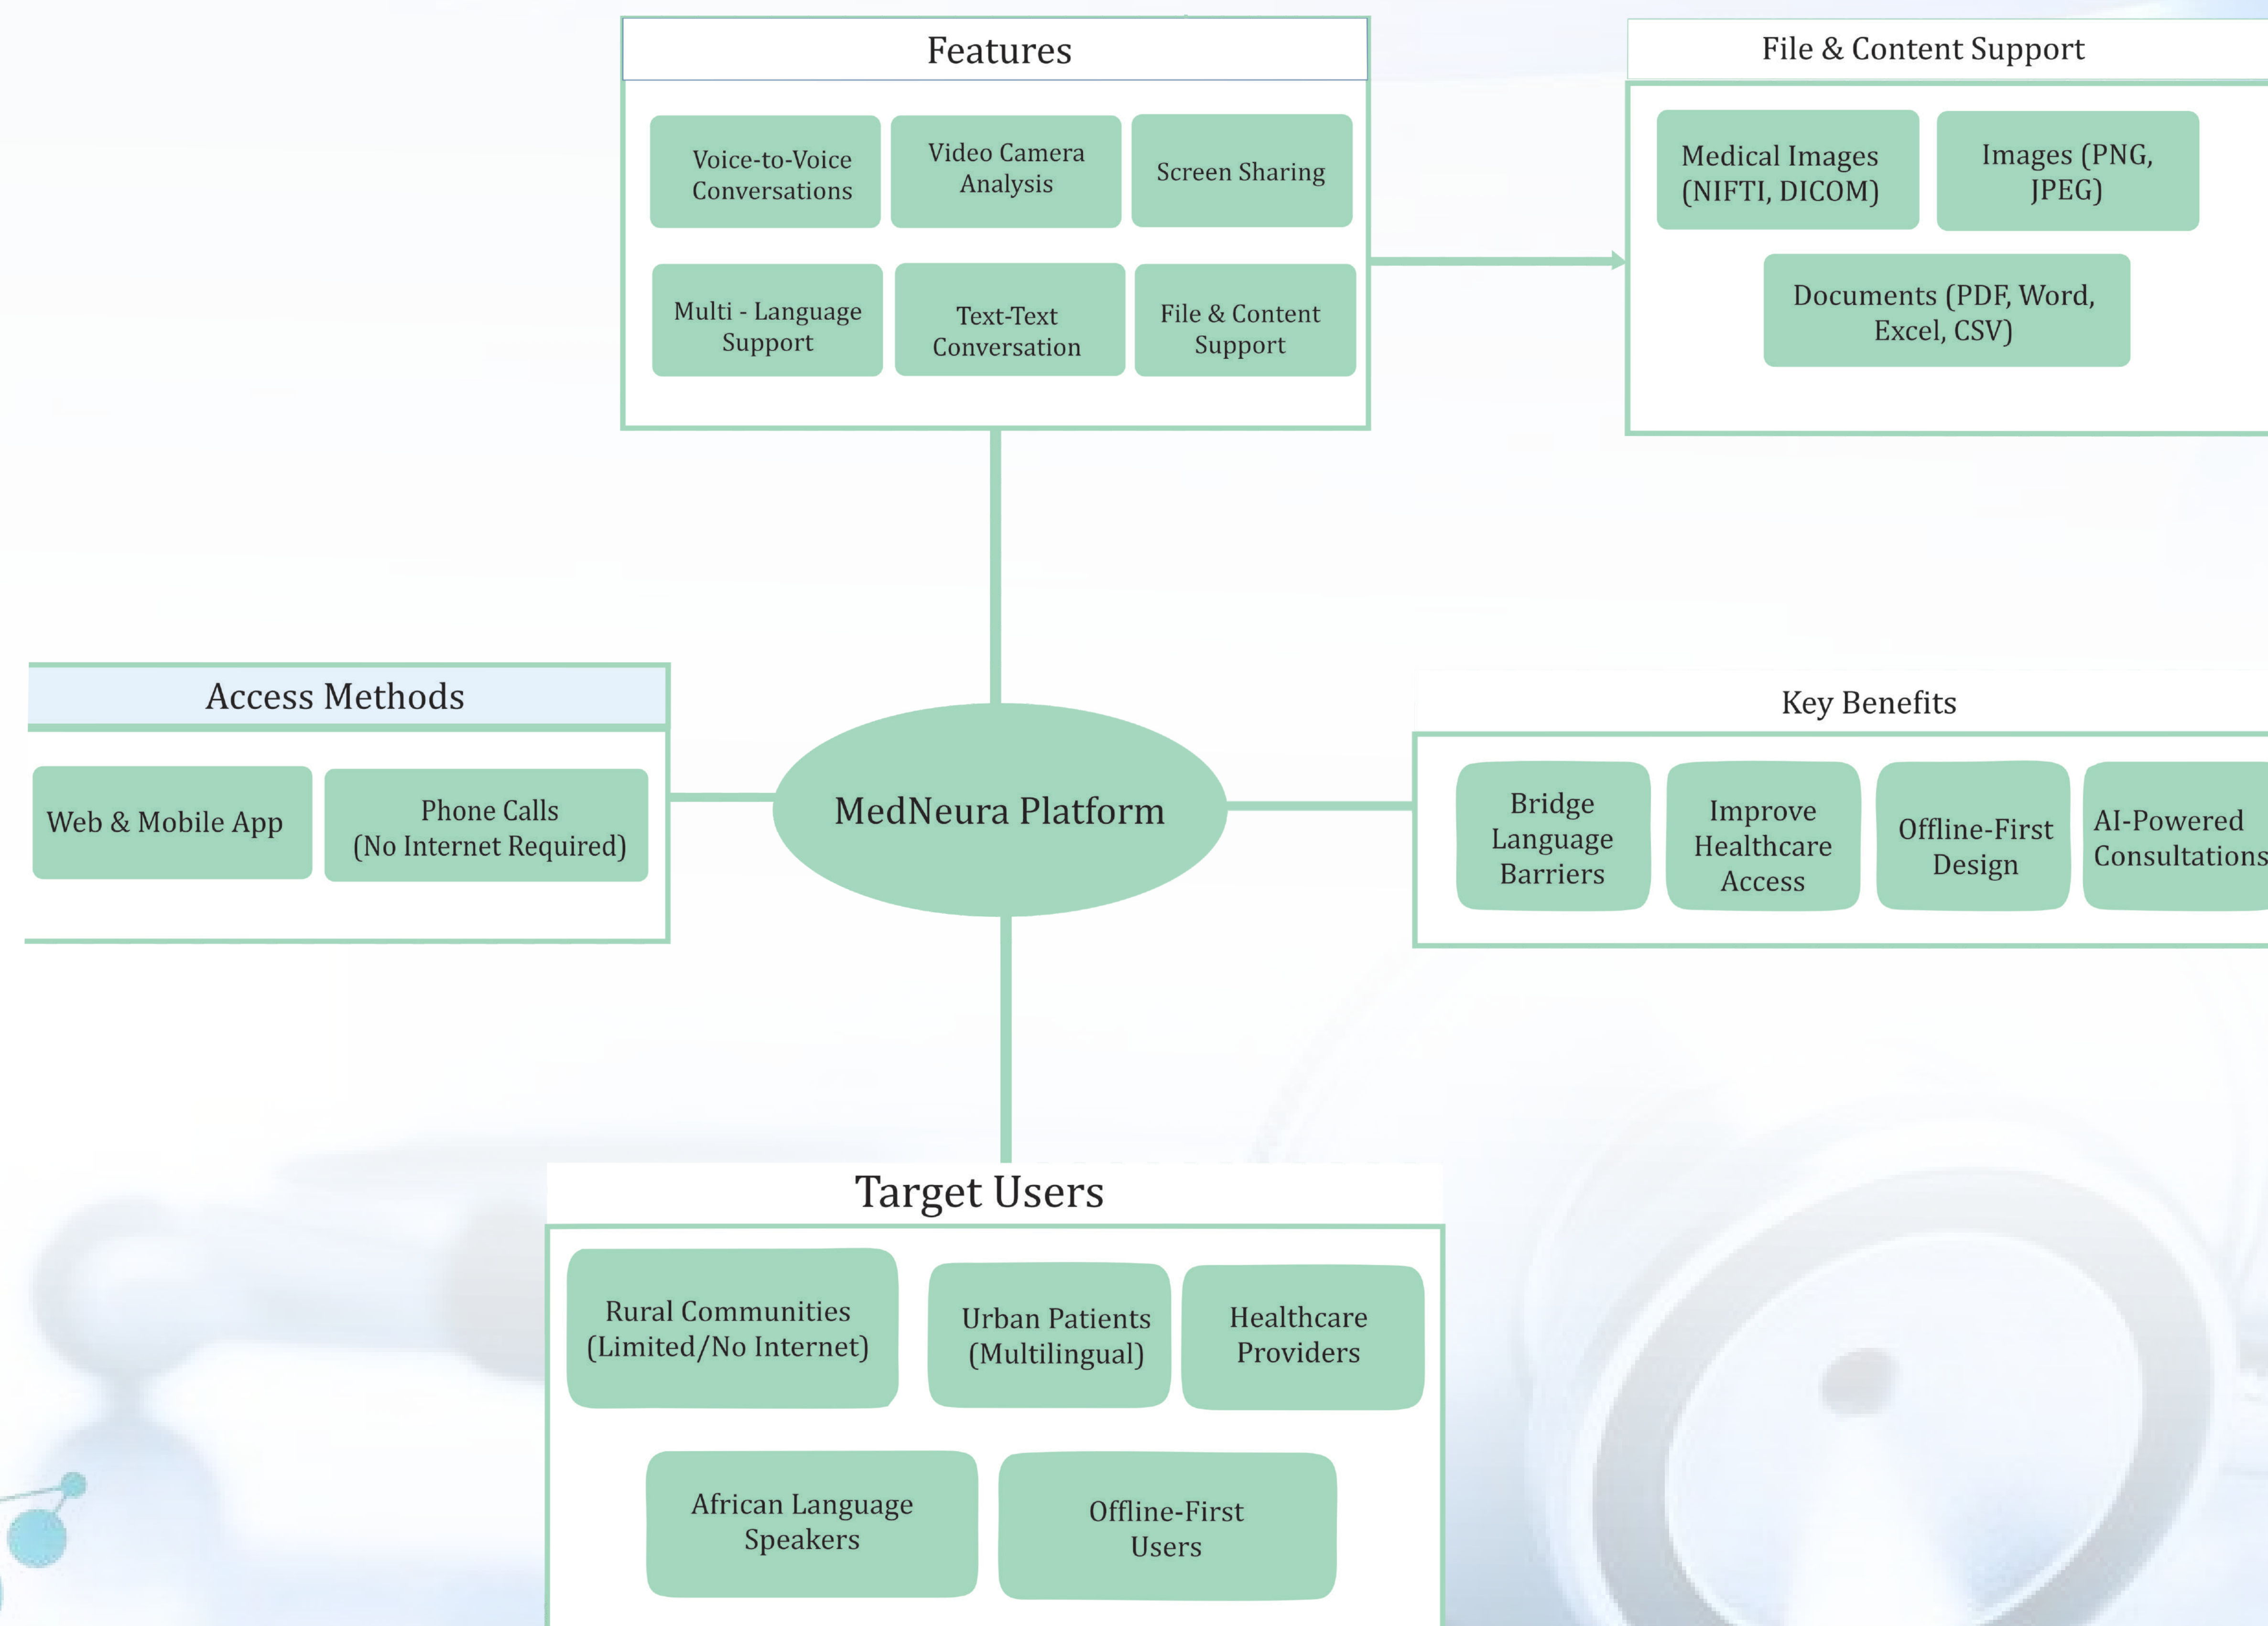 Features
Voice-to-Voice
Conversations
Video Camera
Analysis
Screen Sharing
Multi - Language
Support
Text-Text
Conversation
File & Content
Support
File & Content Support
Medical Images
(NIFTI, DICOM)
Images (PNG,
JPEG)
Documents (PDF, Word,
Excel, CSV)
Access Methods
Web & Mobile App
Phone Calls
(No Internet Required)
MedNeura Platform
Key Benefits
Bridge
Language
Barriers
Improve
Healthcare
Access
Offline-First
Design
AI-Powered
Consultations
Target Users
Rural Communities
(Limited/No Internet)
Urban Patients
(Multilingual)
Healthcare
Providers
African Language
Speakers
Offline-First
Users